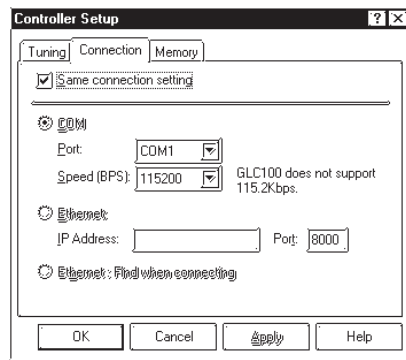 Controller Setup
Tuning Connection Memory
Same connection setting
COM
Port: COM1
Speed (BPS): 115200
GLC100 does not support
115.2Kbps.
Ethernet:
IP Address: Port: 8000
Ethernet : Find when connecting
OK Cancel Apply Help